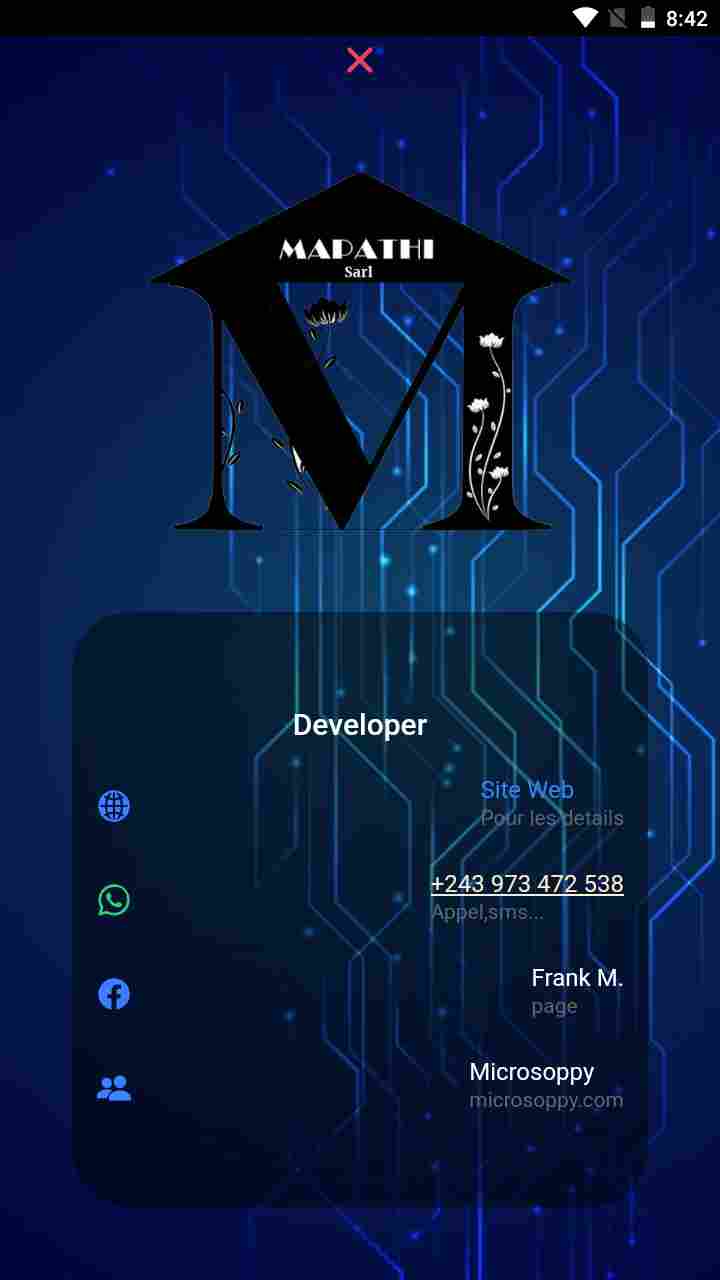 8:42
MAPATHI
Sarl
Developer
Site Web
Pour les details
+243 973 472 538
Appel,sms...
Frank M.
page
Microsoppy
microsoppy.com